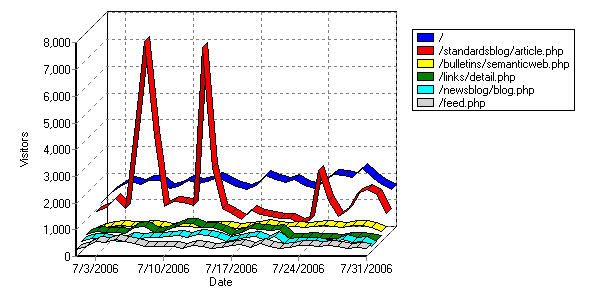 8,000
7,000
6,000
5,000
4,000
3,000
2,000
1,000
0
Visitors
7/3/2006 7/10/2006 7/17/2006 7/24/2006 7/31/2006
Date
/
/standardsblog/article.php
/bulletins/semanticweb.php
/links/detail.php
/newsblog/blog.php
/feed.php